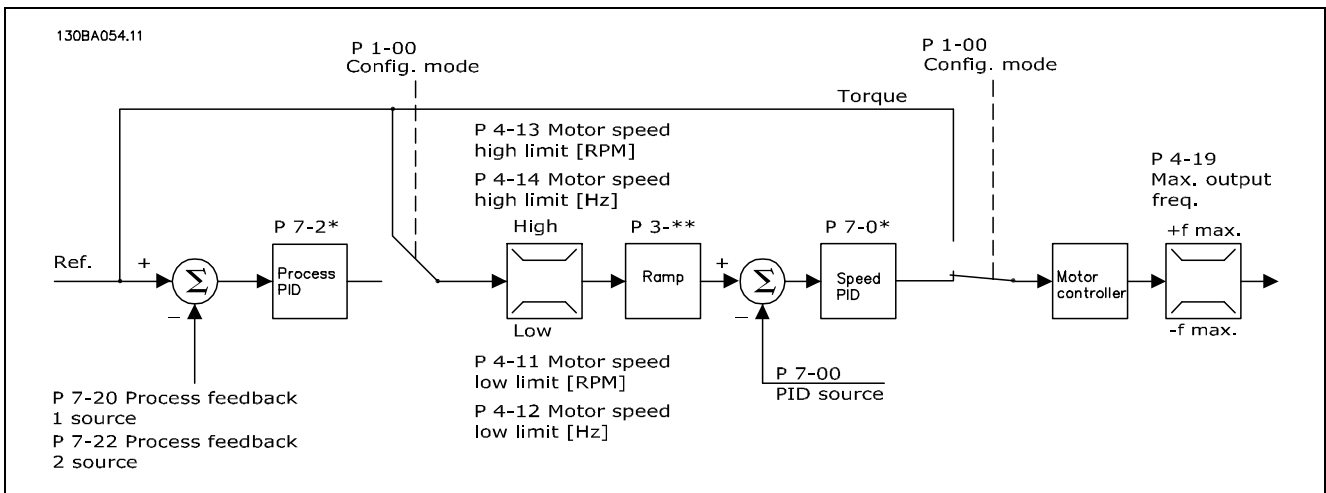 130BA054.11
P 1-00
Config. mode
P 1-00
Config. mode
Torque
P 4-13 Motor speed
high limit [RPM]
P 4-14 Motor speed
high limit [Hz]
P 4-19
Max. output
freq.
P 7-2*
High
P 3-**
P 7-0*
+f max.
Ref.
+
Σ
Process
PID
Ramp
+
Σ
Speed
PID
Motor
controller
−
Low
−
-f max.
P 4-11 Motor speed
low limit [RPM]
P 4-12 Motor speed
low limit [Hz]
P 7-00
PID source
P 7-20 Process feedback
1 source
P 7-22 Process feedback
2 source